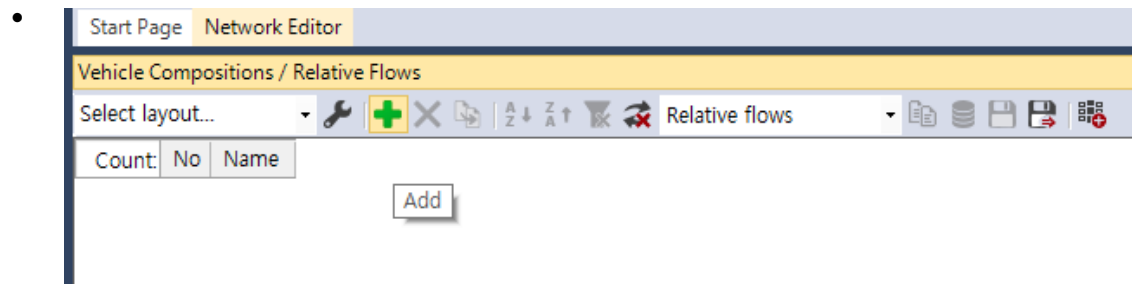 Start Page Network Editor
Vehicle Compositions / Relative Flows
Select layout... Relative flows
Count: No Name
Add